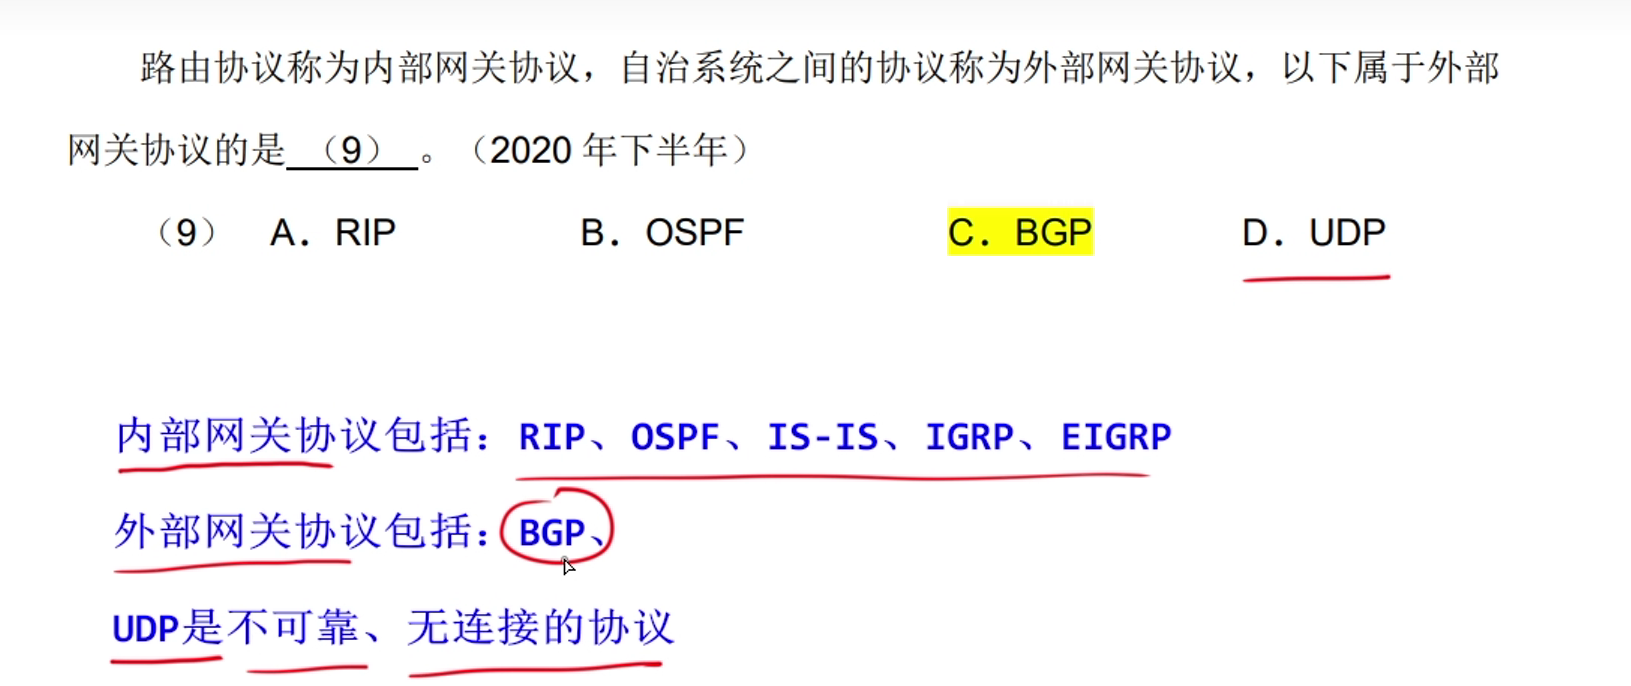 路由协议称为内部网关协议，自治系统之间的协议称为外部网关协议，以下属于外部
网关协议的是 （9） 。（2020 年下半年）
（9） A．RIP B．OSPF C．BGP D．UDP
内部网关协议包括：RIP、OSPF、IS-IS、IGRP、EIGRP
外部网关协议包括：BGP、
UDP是不可靠、无连接的协议